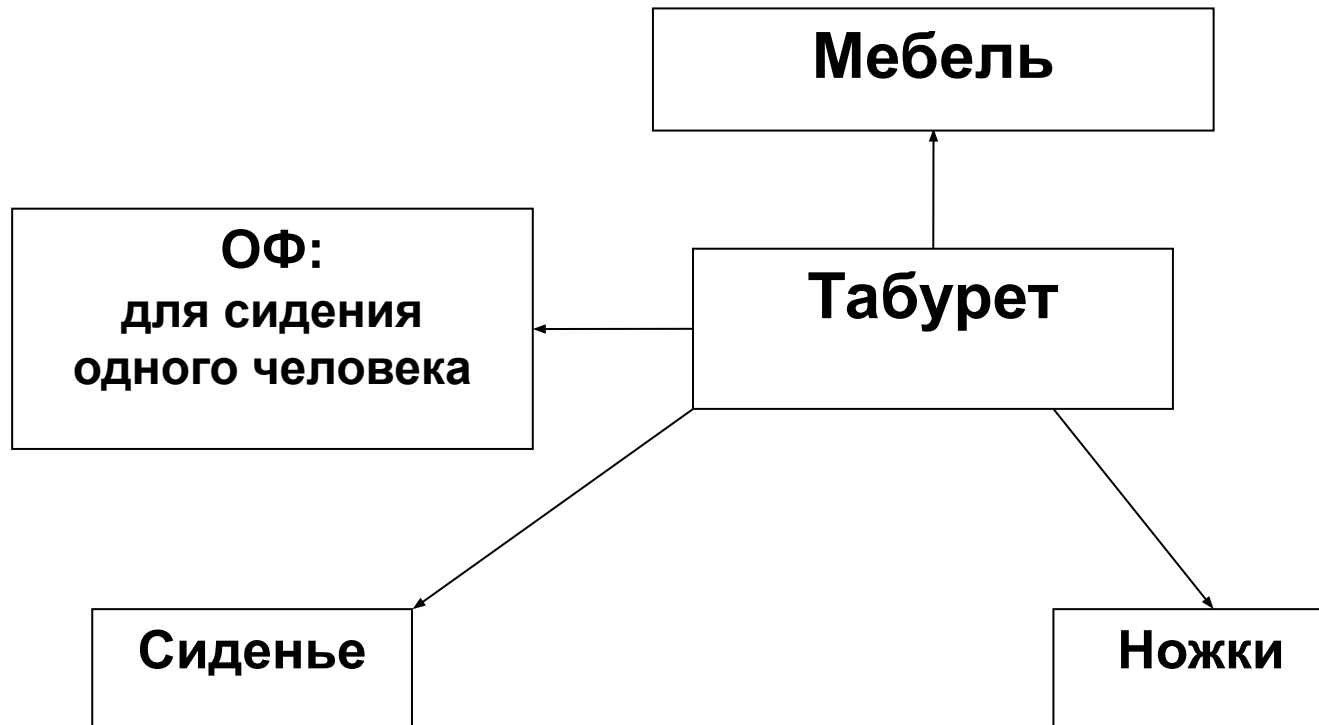 Мебель
ОФ:
для сидения
одного человека
Табурет
Сиденье
Ножки